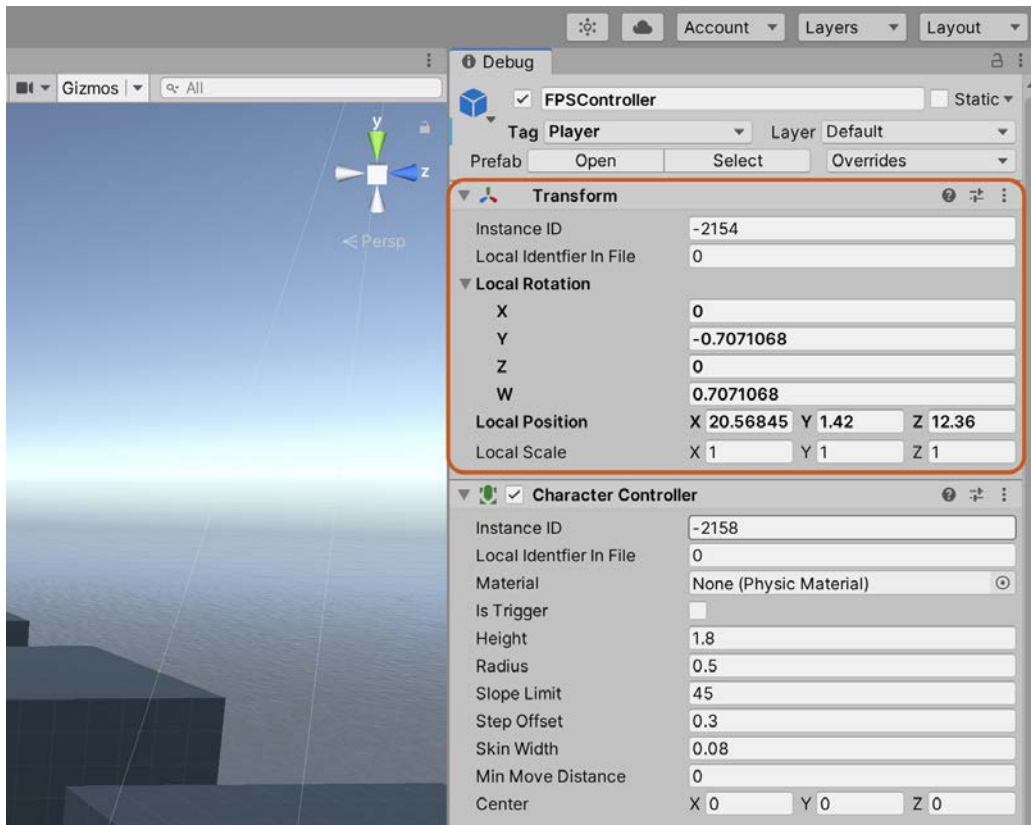 Account Layers Layout
Debug
Gizmos All
FPSController Static
Tag Player Layer Default
Prefab Open Select Overrides
y
z
Persp
Transform
Instance ID -2154
Local Identfier In File 0
Local Rotation
X 0
Y -0.7071068
Z 0
W 0.7071068
Local Position X 20.56845 Y 1.42 Z 12.36
Local Scale X 1 Y 1 Z 1
Character Controller
Instance ID -2158
Local Identfier In File 0
Material None (Physic Material)
Is Trigger
Height 1.8
Radius 0.5
Slope Limit 45
Step Offset 0.3
Skin Width 0.08
Min Move Distance 0
Center X 0 Y 0 Z 0